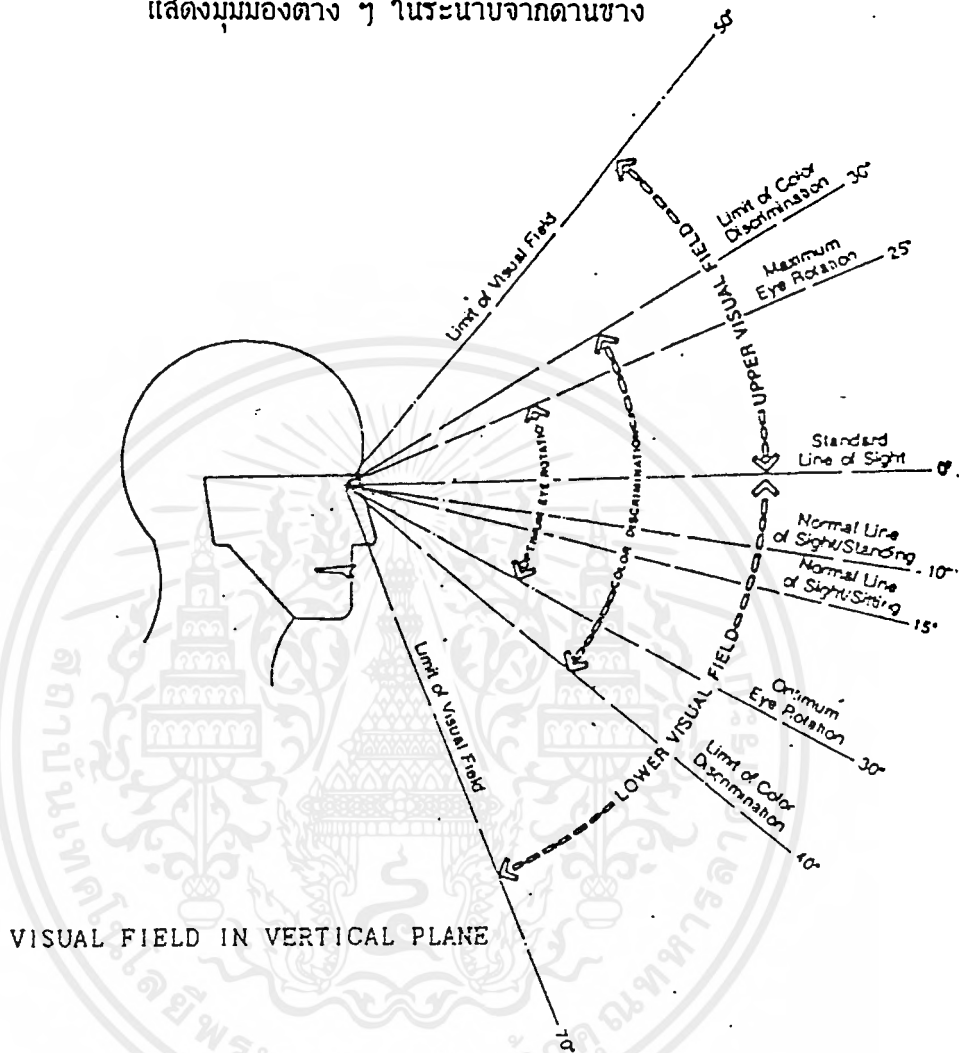 แสดงมุมมองต่าง ๆ ในระนาบจากด้านข้าง
50°
Limit of Visual Field
Limit of Color
Discrimination
30°
Maximum
Eye Rotation
25°
UPPER VISUAL FIELD
Standard
Line of Sight
0°
OPTIMUM EYE ROTATIO
COLOR DISCRIMINATION
Normal Line
of Sight/Standing
10°
Normal Line
of Sight/Sitting
15°
Optimum
Eye Rotation
30°
Limit of Color
Discrimination
40°
LOWER VISUAL FIELD
Limit of Visual Field
70°
VISUAL FIELD IN VERTICAL PLANE